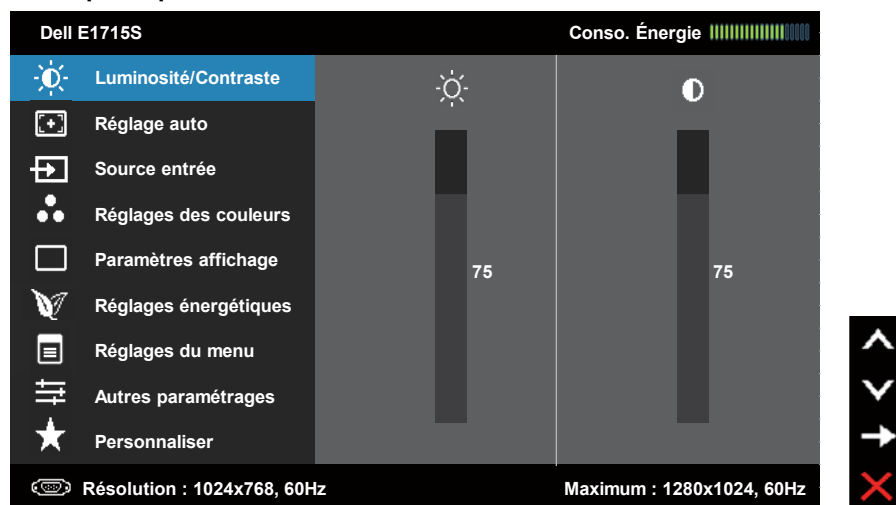 Dell E1715S
Conso. Énergie
Luminosité/Contraste
Réglage auto
Source entrée
Réglages des couleurs
Paramètres affichage
75
75
Réglages énergétiques
Réglages du menu
Autres paramétrages
Personnaliser
Résolution : 1024x768, 60Hz
Maximum : 1280x1024, 60Hz